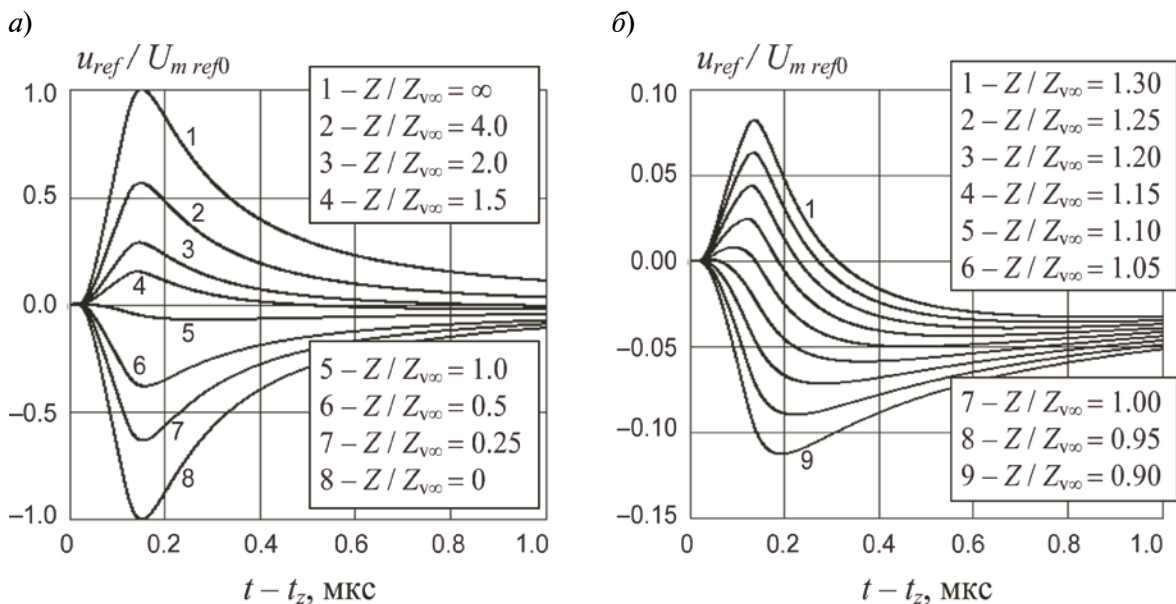 а)
u_ref / U_m ref0
1.0
0.5
0.0
–0.5
–1.0
1 – Z / Z_v∞ = ∞
2 – Z / Z_v∞ = 4.0
3 – Z / Z_v∞ = 2.0
4 – Z / Z_v∞ = 1.5
1
2
3
4
5
6
7
8
5 – Z / Z_v∞ = 1.0
6 – Z / Z_v∞ = 0.5
7 – Z / Z_v∞ = 0.25
8 – Z / Z_v∞ = 0
0 0.2 0.4 0.6 0.8 1.0
t – t_z, мкс
б)
u_ref / U_m ref0
0.10
0.05
0.00
–0.05
–0.10
–0.15
1 – Z / Z_v∞ = 1.30
2 – Z / Z_v∞ = 1.25
3 – Z / Z_v∞ = 1.20
4 – Z / Z_v∞ = 1.15
5 – Z / Z_v∞ = 1.10
6 – Z / Z_v∞ = 1.05
1
9
7 – Z / Z_v∞ = 1.00
8 – Z / Z_v∞ = 0.95
9 – Z / Z_v∞ = 0.90
0 0.2 0.4 0.6 0.8 1.0
t – t_z, мкс